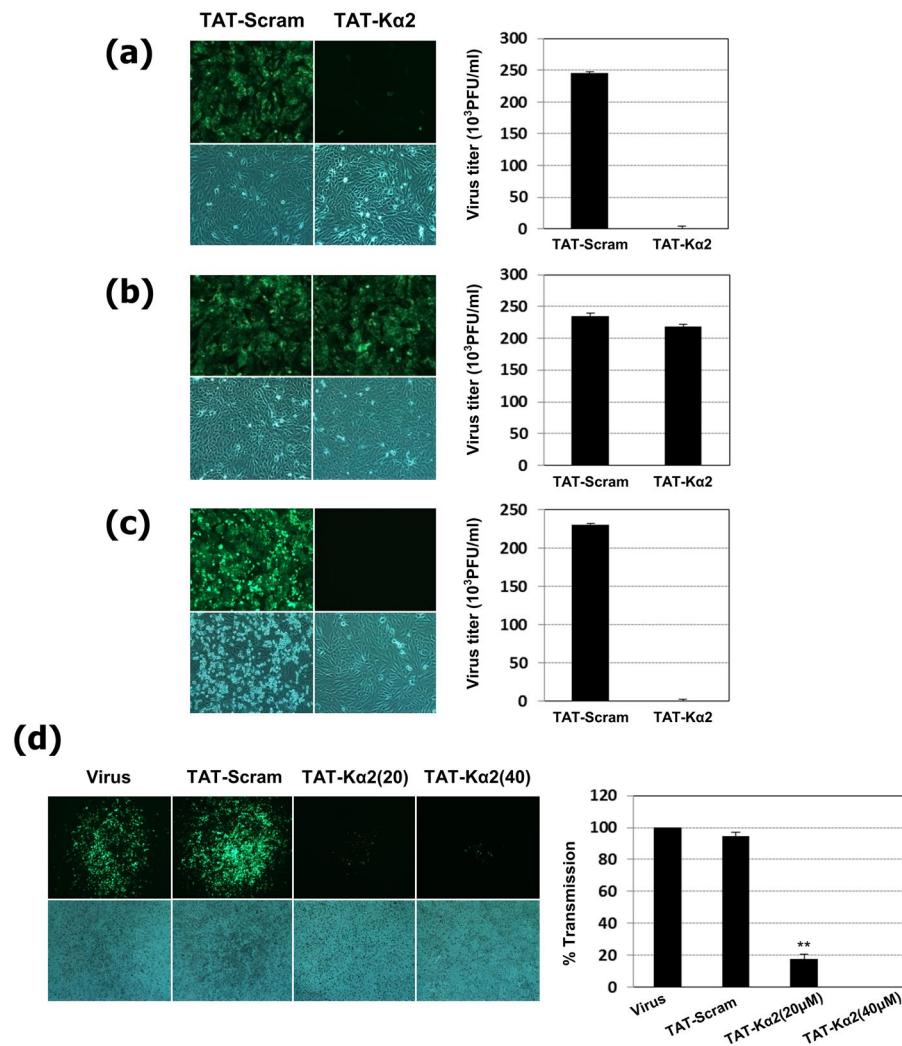 TAT-Scram TAT-Kα2
(a)
300
250
200
150
100
50
0
Virus titer (10³PFU/ml)
TAT-Scram TAT-Kα2
(b)
300
250
200
150
100
50
0
Virus titer (10³PFU/ml)
TAT-Scram TAT-Kα2
(c)
250
200
150
100
50
0
Virus titer (10³PFU/ml)
TAT-Scram TAT-Kα2
(d)
Virus TAT-Scram TAT-Kα2(20) TAT-Kα2(40)
120
100
80
60
40
20
0
% Transmission
**
Virus
TAT-Scram
TAT-Kα2(20μM)
TAT-Kα2(40μM)